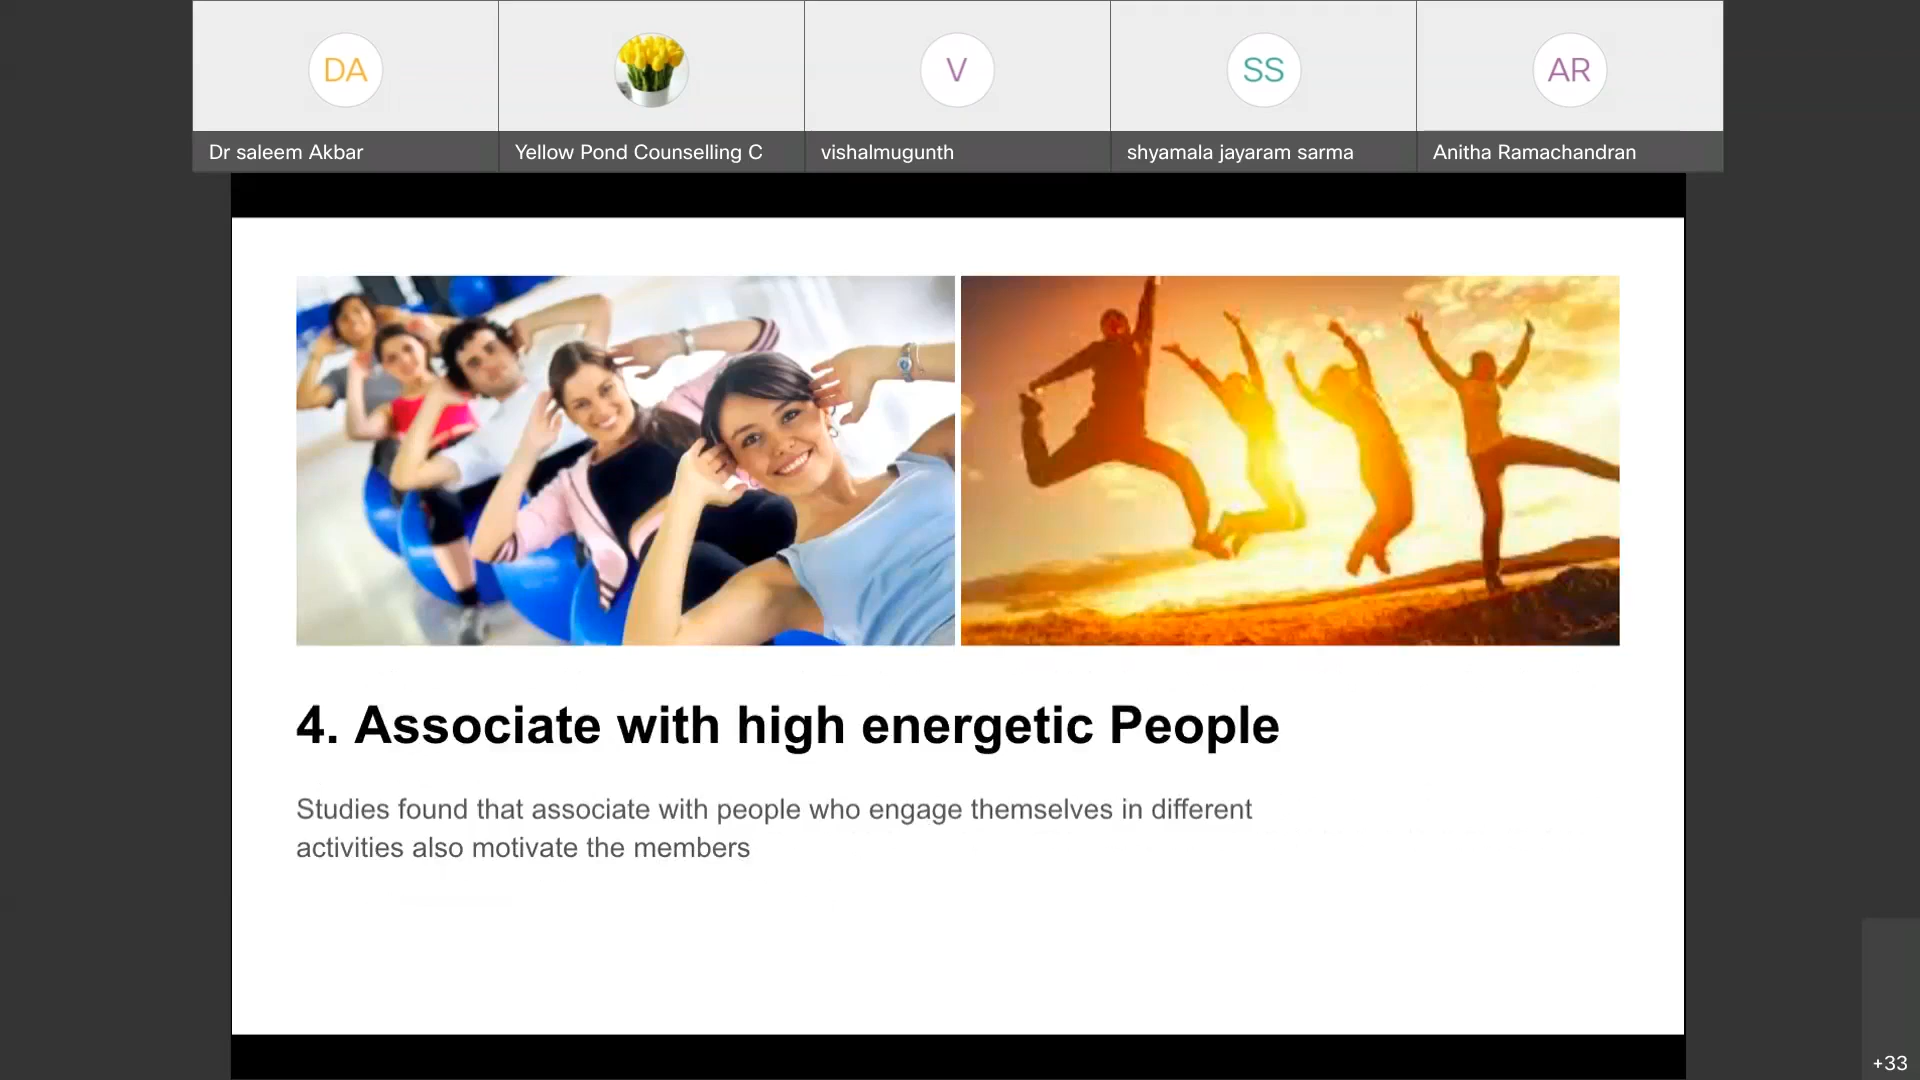 DA
V
SS
AR
Dr saleem Akbar
Yellow Pond Counselling C
vishalmugunth
shyamala jayaram sarma
Anitha Ramachandran
4. Associate with high energetic People
Studies found that associate with people who engage themselves in different
activities also motivate the members
+33